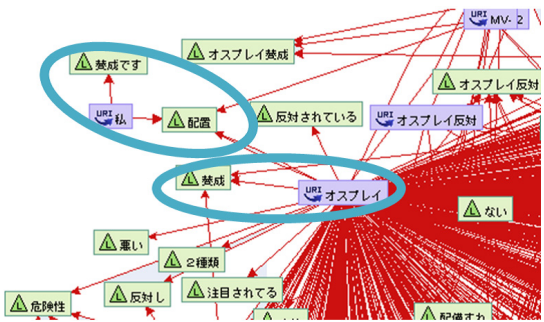 URI MV-22
L 賛成です
L オスプレイ賛成
L オスプレイ反対
URI 私
L 配置
L 反対されている
URI オスプレイ反対
L 賛成
URI オスプレイ
L ない
L 悪い
L 2種類
L 危険性
L 反対し
L 注目されてる
L 配備すれ